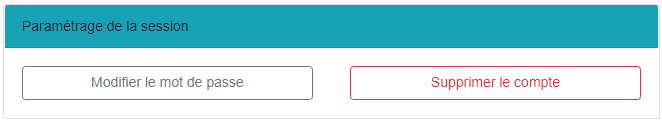 Paramétrage de la session
Modifier le mot de passe
Supprimer le compte